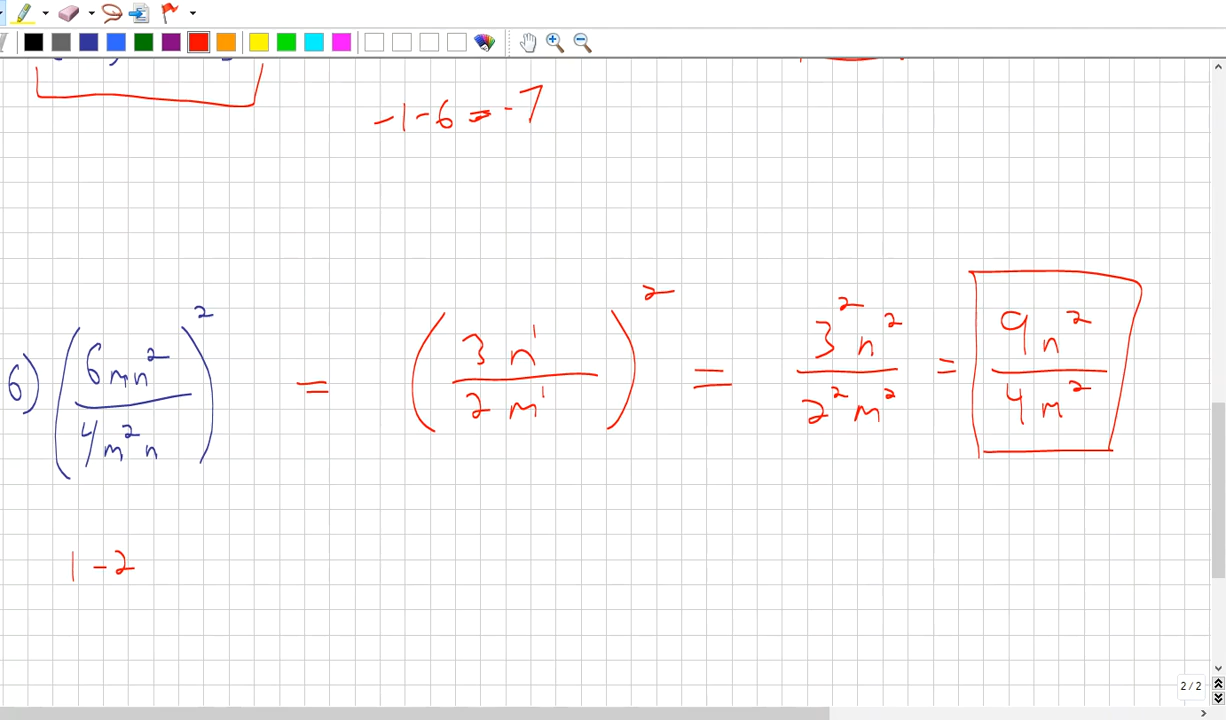 -1-6=-7
6) (6mn²/4m²n)² = (3n¹/2m¹)² = 3²n²/2²m² = 9n²/4m²
1-2
2 / 2